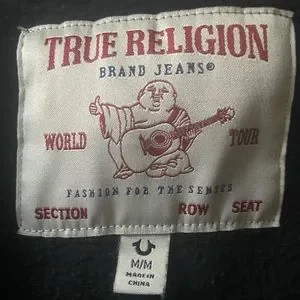 TRUE RELIGION
BRAND JEANS®
WORLD TOUR
FASHION FOR THE SENSES
SECTION ROW SEAT
M/M
MADE IN
CHINA